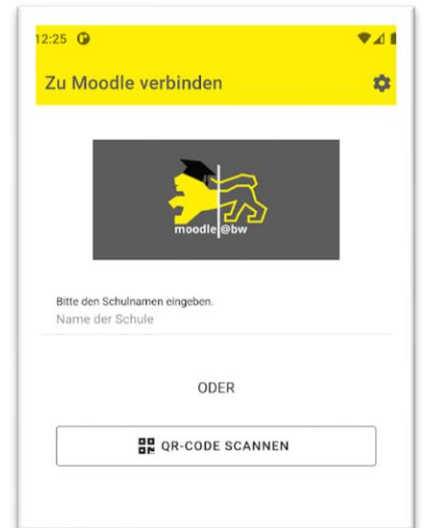 12:25
Zu Moodle verbinden
moodle@bw
Bitte den Schulnamen eingeben.
Name der Schule
ODER
QR-CODE SCANNEN